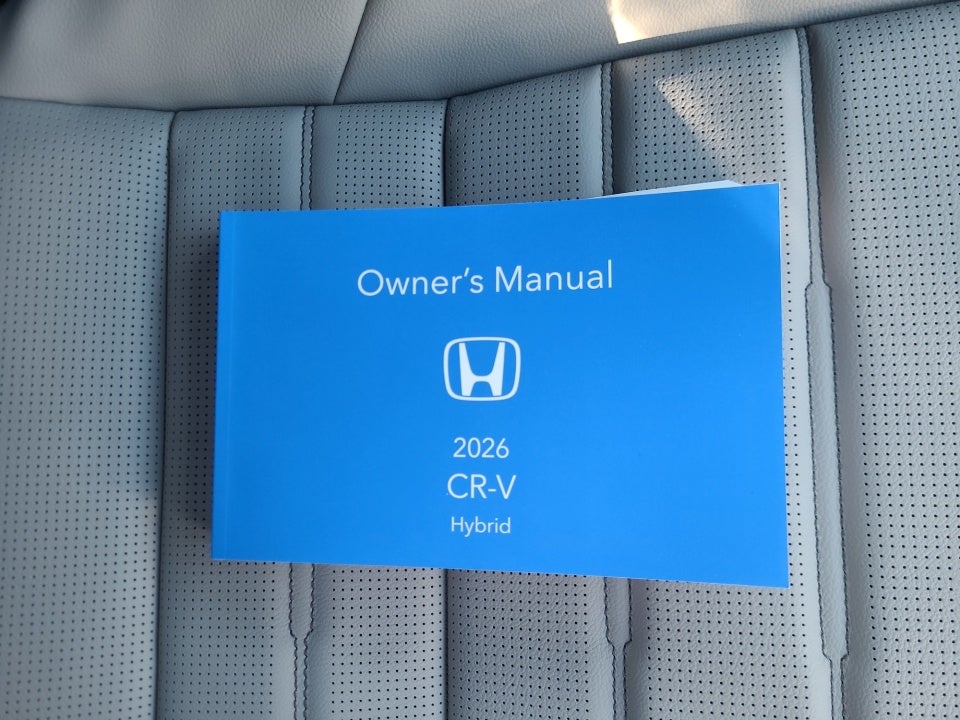 Owner's Manual
2026
CR-V
Hybrid